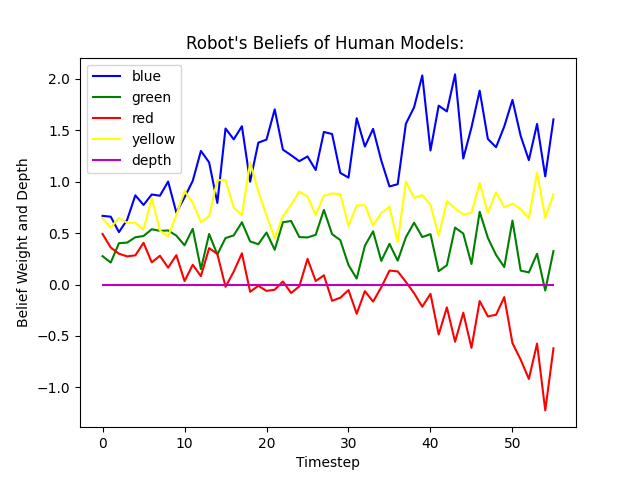 Robot's Beliefs of Human Models:
blue
green
red
yellow
depth
Belief Weight and Depth
2.0
1.5
1.0
0.5
0.0
−0.5
−1.0
0 10 20 30 40 50
Timestep